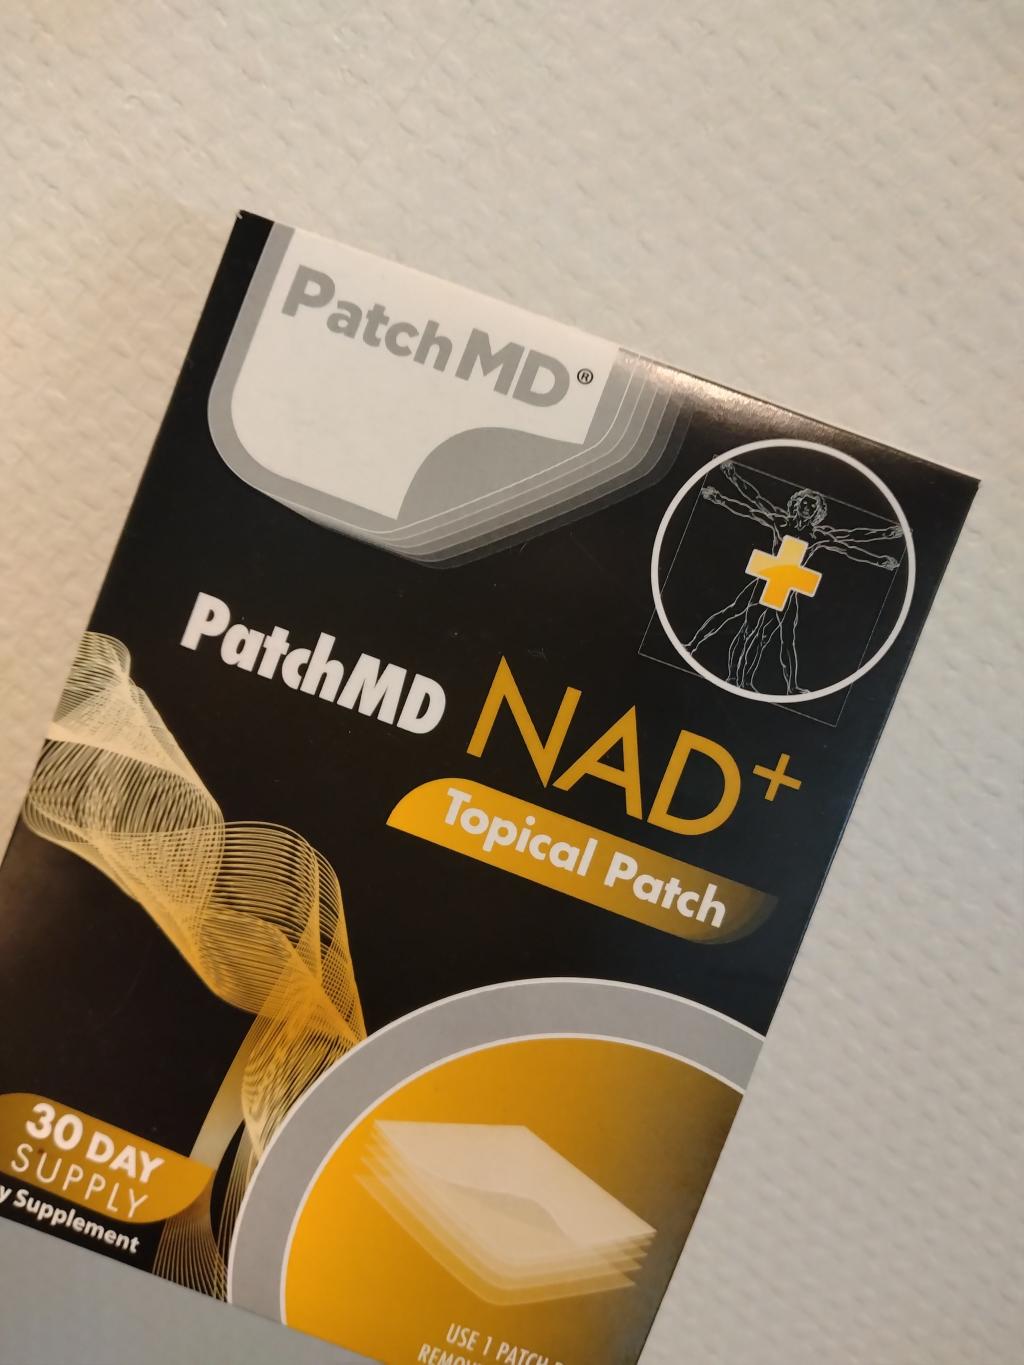 PatchMD®
PatchMD NAD+
Topical Patch
30 DAY
SUPPLY
Supplement
USE 1 PATCH